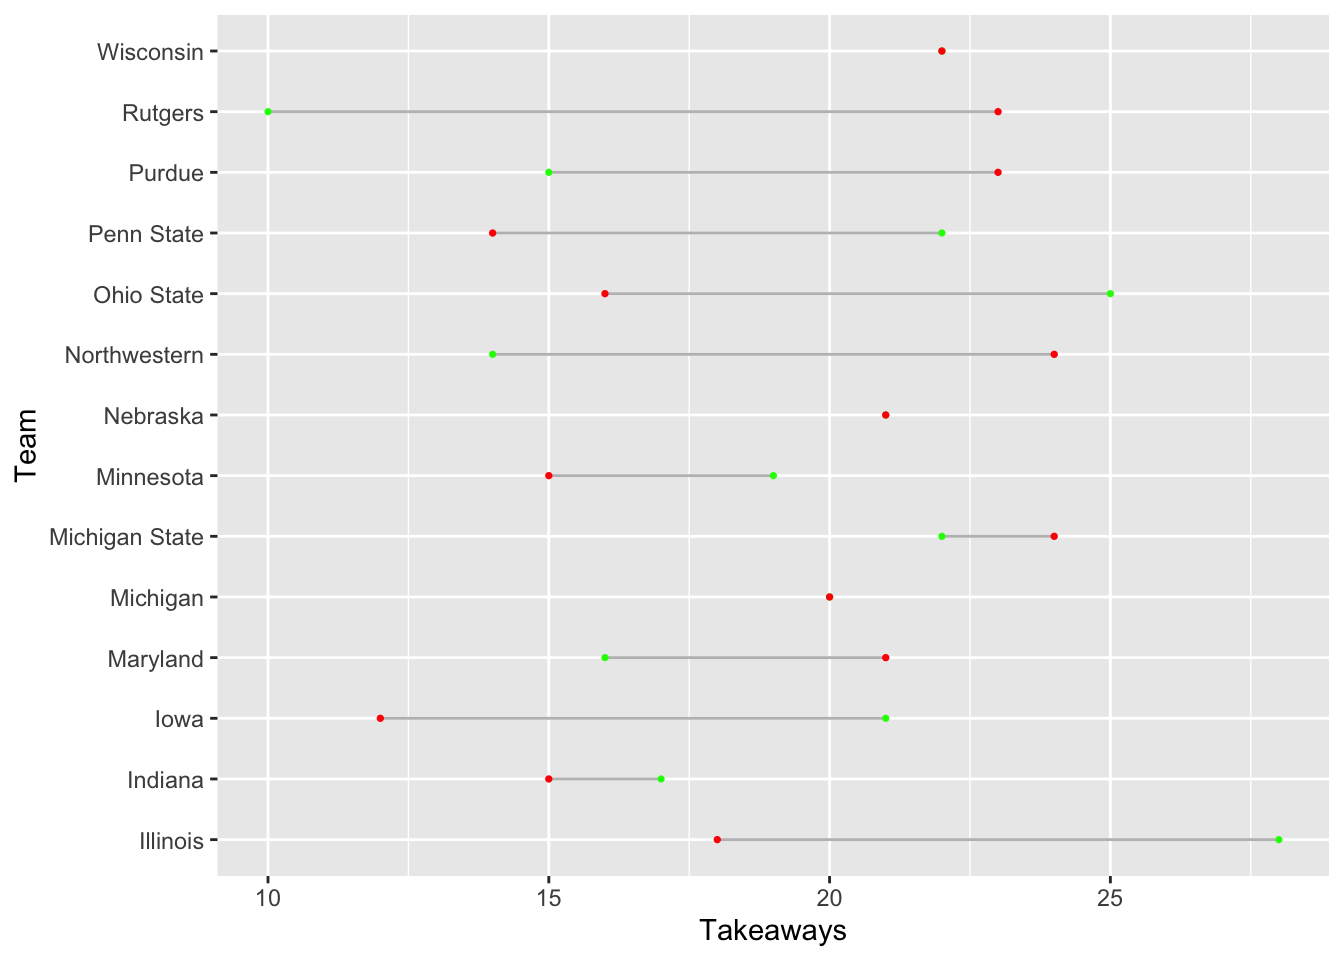 Wisconsin
Rutgers
Purdue
Penn State
Ohio State
Northwestern
Nebraska
Minnesota
Michigan State
Michigan
Maryland
Iowa
Indiana
Illinois
Team
10 15 20 25
Takeaways